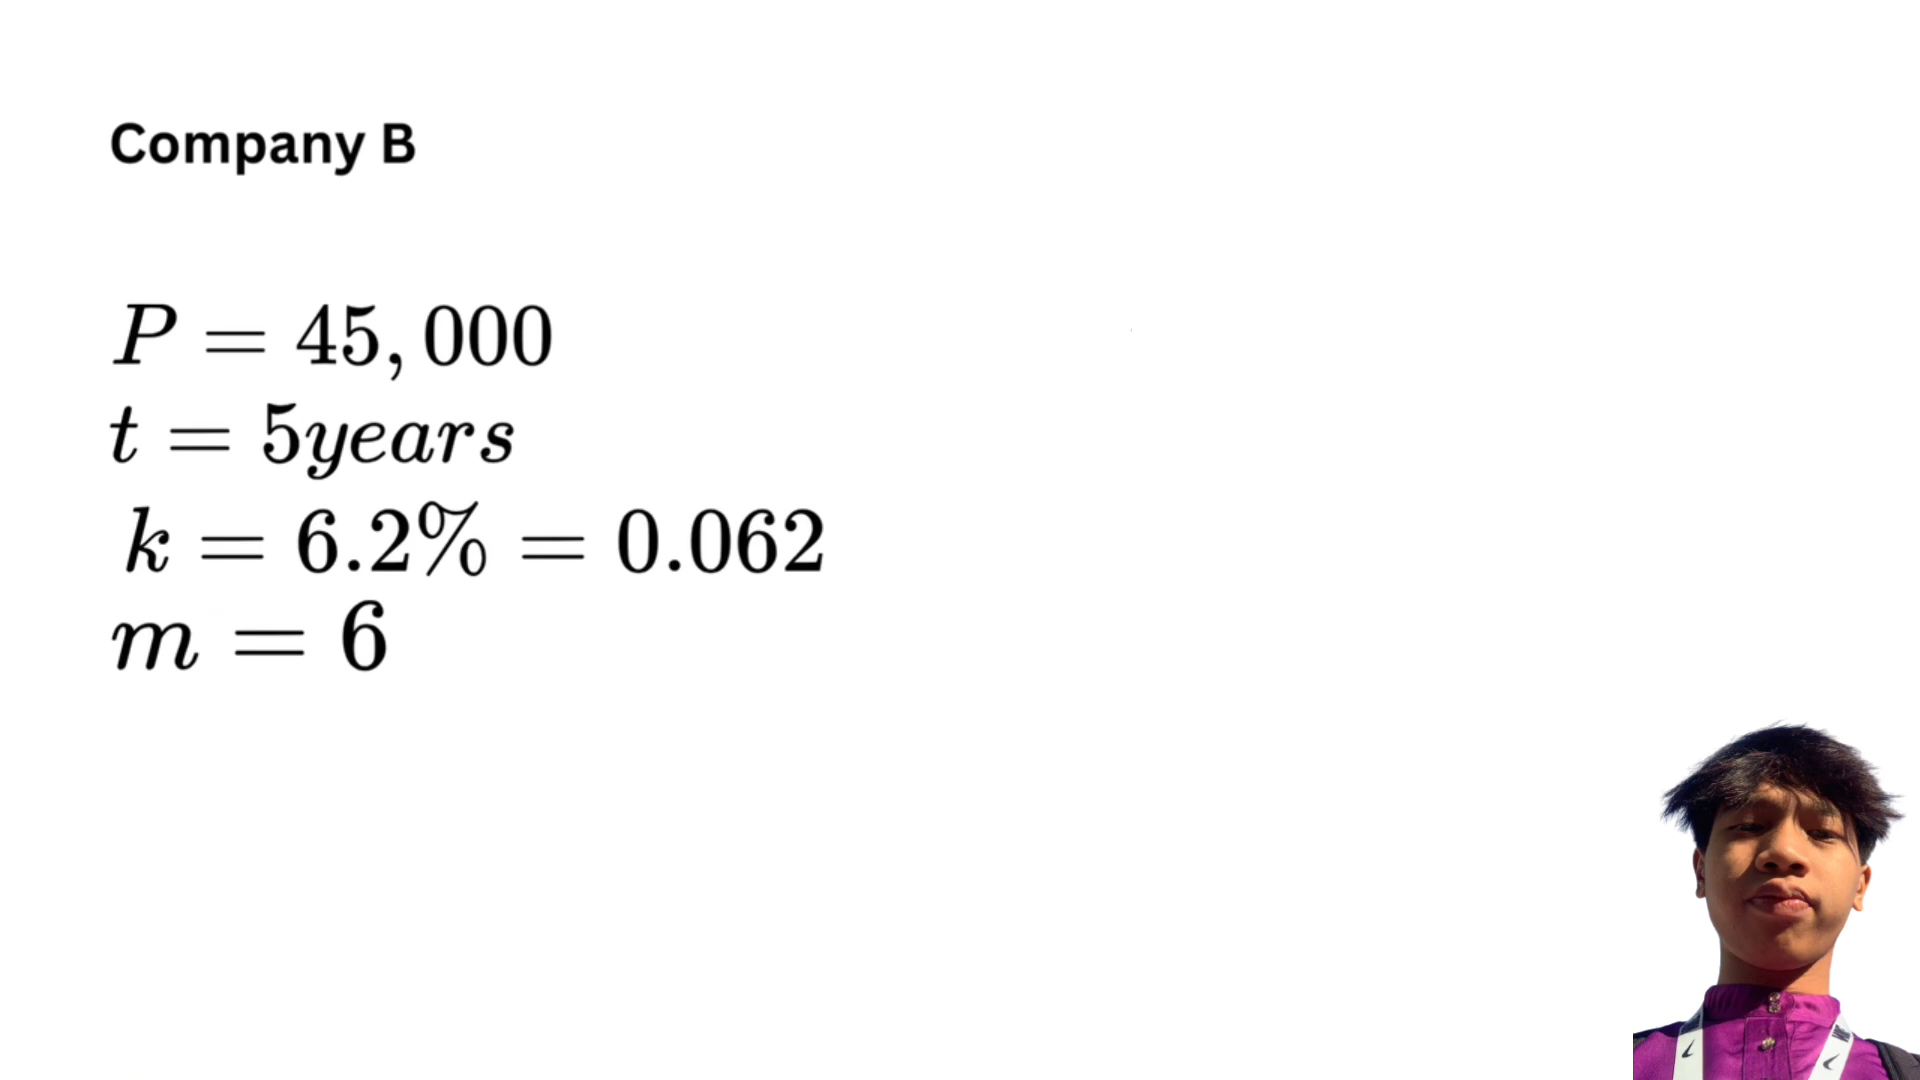 Company B
P = 45,000
t = 5years
k = 6.2% = 0.062
m = 6